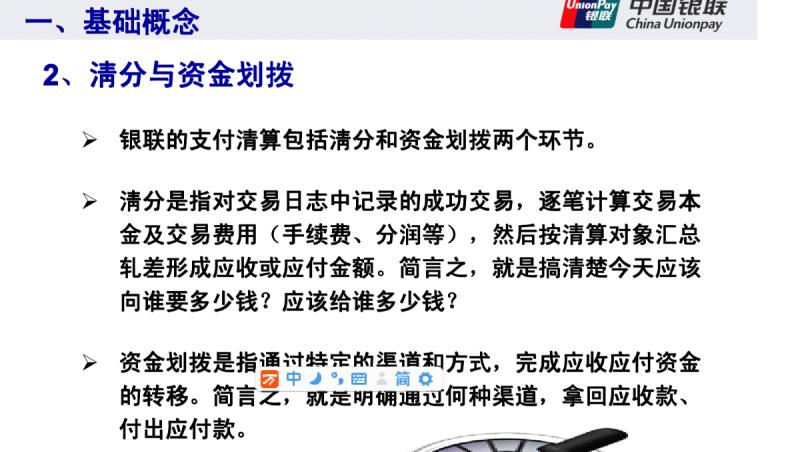 一、基础概念
UnionPay
银联
中国银联
China Unionpay
2、清分与资金划拨
银联的支付清算包括清分和资金划拨两个环节。
清分是指对交易日志中记录的成功交易，逐笔计算交易本
金及交易费用（手续费、分润等），然后按清算对象汇总
轧差形成应收或应付金额。简言之，就是搞清楚今天应该
向谁要多少钱？应该给谁多少钱？
资金划拨是指通过特定的渠道和方式，完成应收应付资金
中 简
的转移。简言之，就是明确通过何种渠道，拿回应收款、
付出应付款。